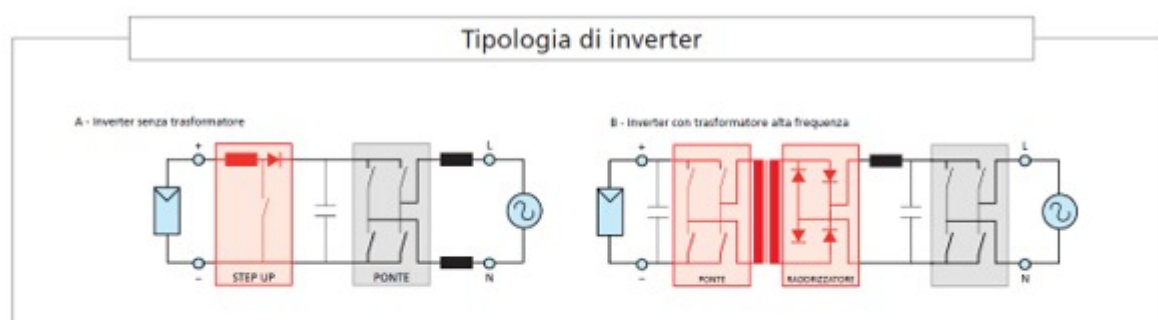 Tipologia di inverter
A - Inverter senza trasformatore
B - Inverter con trasformatore alta frequenza
+
L
+
L
STEP UP
PONTE
PONTE
RADDRIZZATORE
–
N
–
N